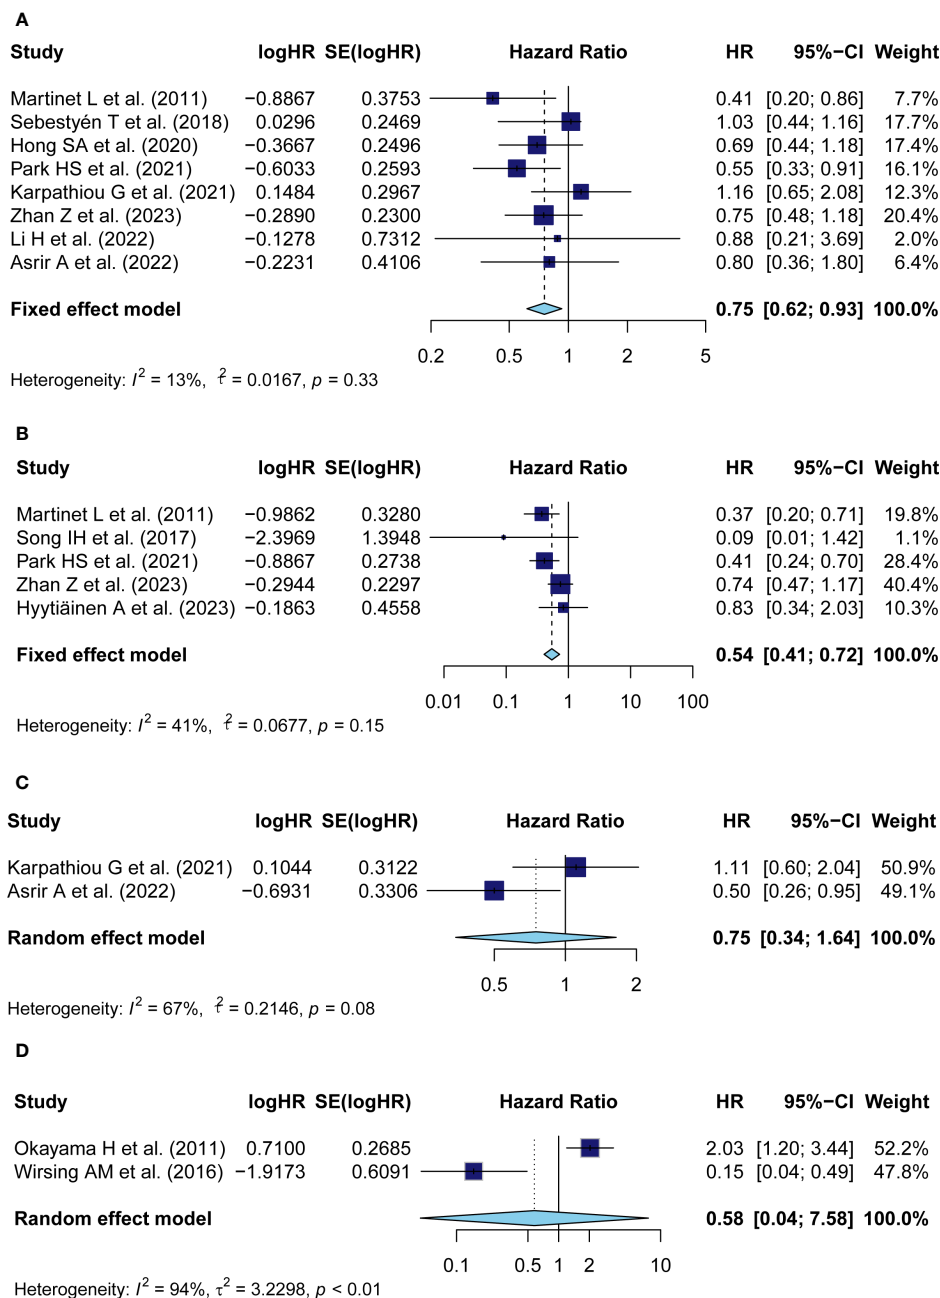 A
Study logHR SE(logHR) Hazard Ratio HR 95%−CI Weight
Martinet L et al. (2011) −0.8867 0.3753 0.41 [0.20; 0.86] 7.7%
Sebestyén T et al. (2018) 0.0296 0.2469 1.03 [0.44; 1.16] 17.7%
Hong SA et al. (2020) −0.3667 0.2496 0.69 [0.44; 1.18] 17.4%
Park HS et al. (2021) −0.6033 0.2593 0.55 [0.33; 0.91] 16.1%
Karpathiou G et al. (2021) 0.1484 0.2967 1.16 [0.65; 2.08] 12.3%
Zhan Z et al. (2023) −0.2890 0.2300 0.75 [0.48; 1.18] 20.4%
Li H et al. (2022) −0.1278 0.7312 0.88 [0.21; 3.69] 2.0%
Asrir A et al. (2022) −0.2231 0.4106 0.80 [0.36; 1.80] 6.4%
Fixed effect model 0.75 [0.62; 0.93] 100.0%
0.2 0.5 1 2 5
Heterogeneity: I² = 13%, τ² = 0.0167, p = 0.33
B
Study logHR SE(logHR) Hazard Ratio HR 95%−CI Weight
Martinet L et al. (2011) −0.9862 0.3280 0.37 [0.20; 0.71] 19.8%
Song IH et al. (2017) −2.3969 1.3948 0.09 [0.01; 1.42] 1.1%
Park HS et al. (2021) −0.8867 0.2738 0.41 [0.24; 0.70] 28.4%
Zhan Z et al. (2023) −0.2944 0.2297 0.74 [0.47; 1.17] 40.4%
Hyytiäinen A et al. (2023) −0.1863 0.4558 0.83 [0.34; 2.03] 10.3%
Fixed effect model 0.54 [0.41; 0.72] 100.0%
0.01 0.1 1 10 100
Heterogeneity: I² = 41%, τ² = 0.0677, p = 0.15
C
Study logHR SE(logHR) Hazard Ratio HR 95%−CI Weight
Karpathiou G et al. (2021) 0.1044 0.3122 1.11 [0.60; 2.04] 50.9%
Asrir A et al. (2022) −0.6931 0.3306 0.50 [0.26; 0.95] 49.1%
Random effect model 0.75 [0.34; 1.64] 100.0%
0.5 1 2
Heterogeneity: I² = 67%, τ² = 0.2146, p = 0.08
D
Study logHR SE(logHR) Hazard Ratio HR 95%−CI Weight
Okayama H et al. (2011) 0.7100 0.2685 2.03 [1.20; 3.44] 52.2%
Wirsing AM et al. (2016) −1.9173 0.6091 0.15 [0.04; 0.49] 47.8%
Random effect model 0.58 [0.04; 7.58] 100.0%
0.1 0.5 1 2 10
Heterogeneity: I² = 94%, τ² = 3.2298, p < 0.01